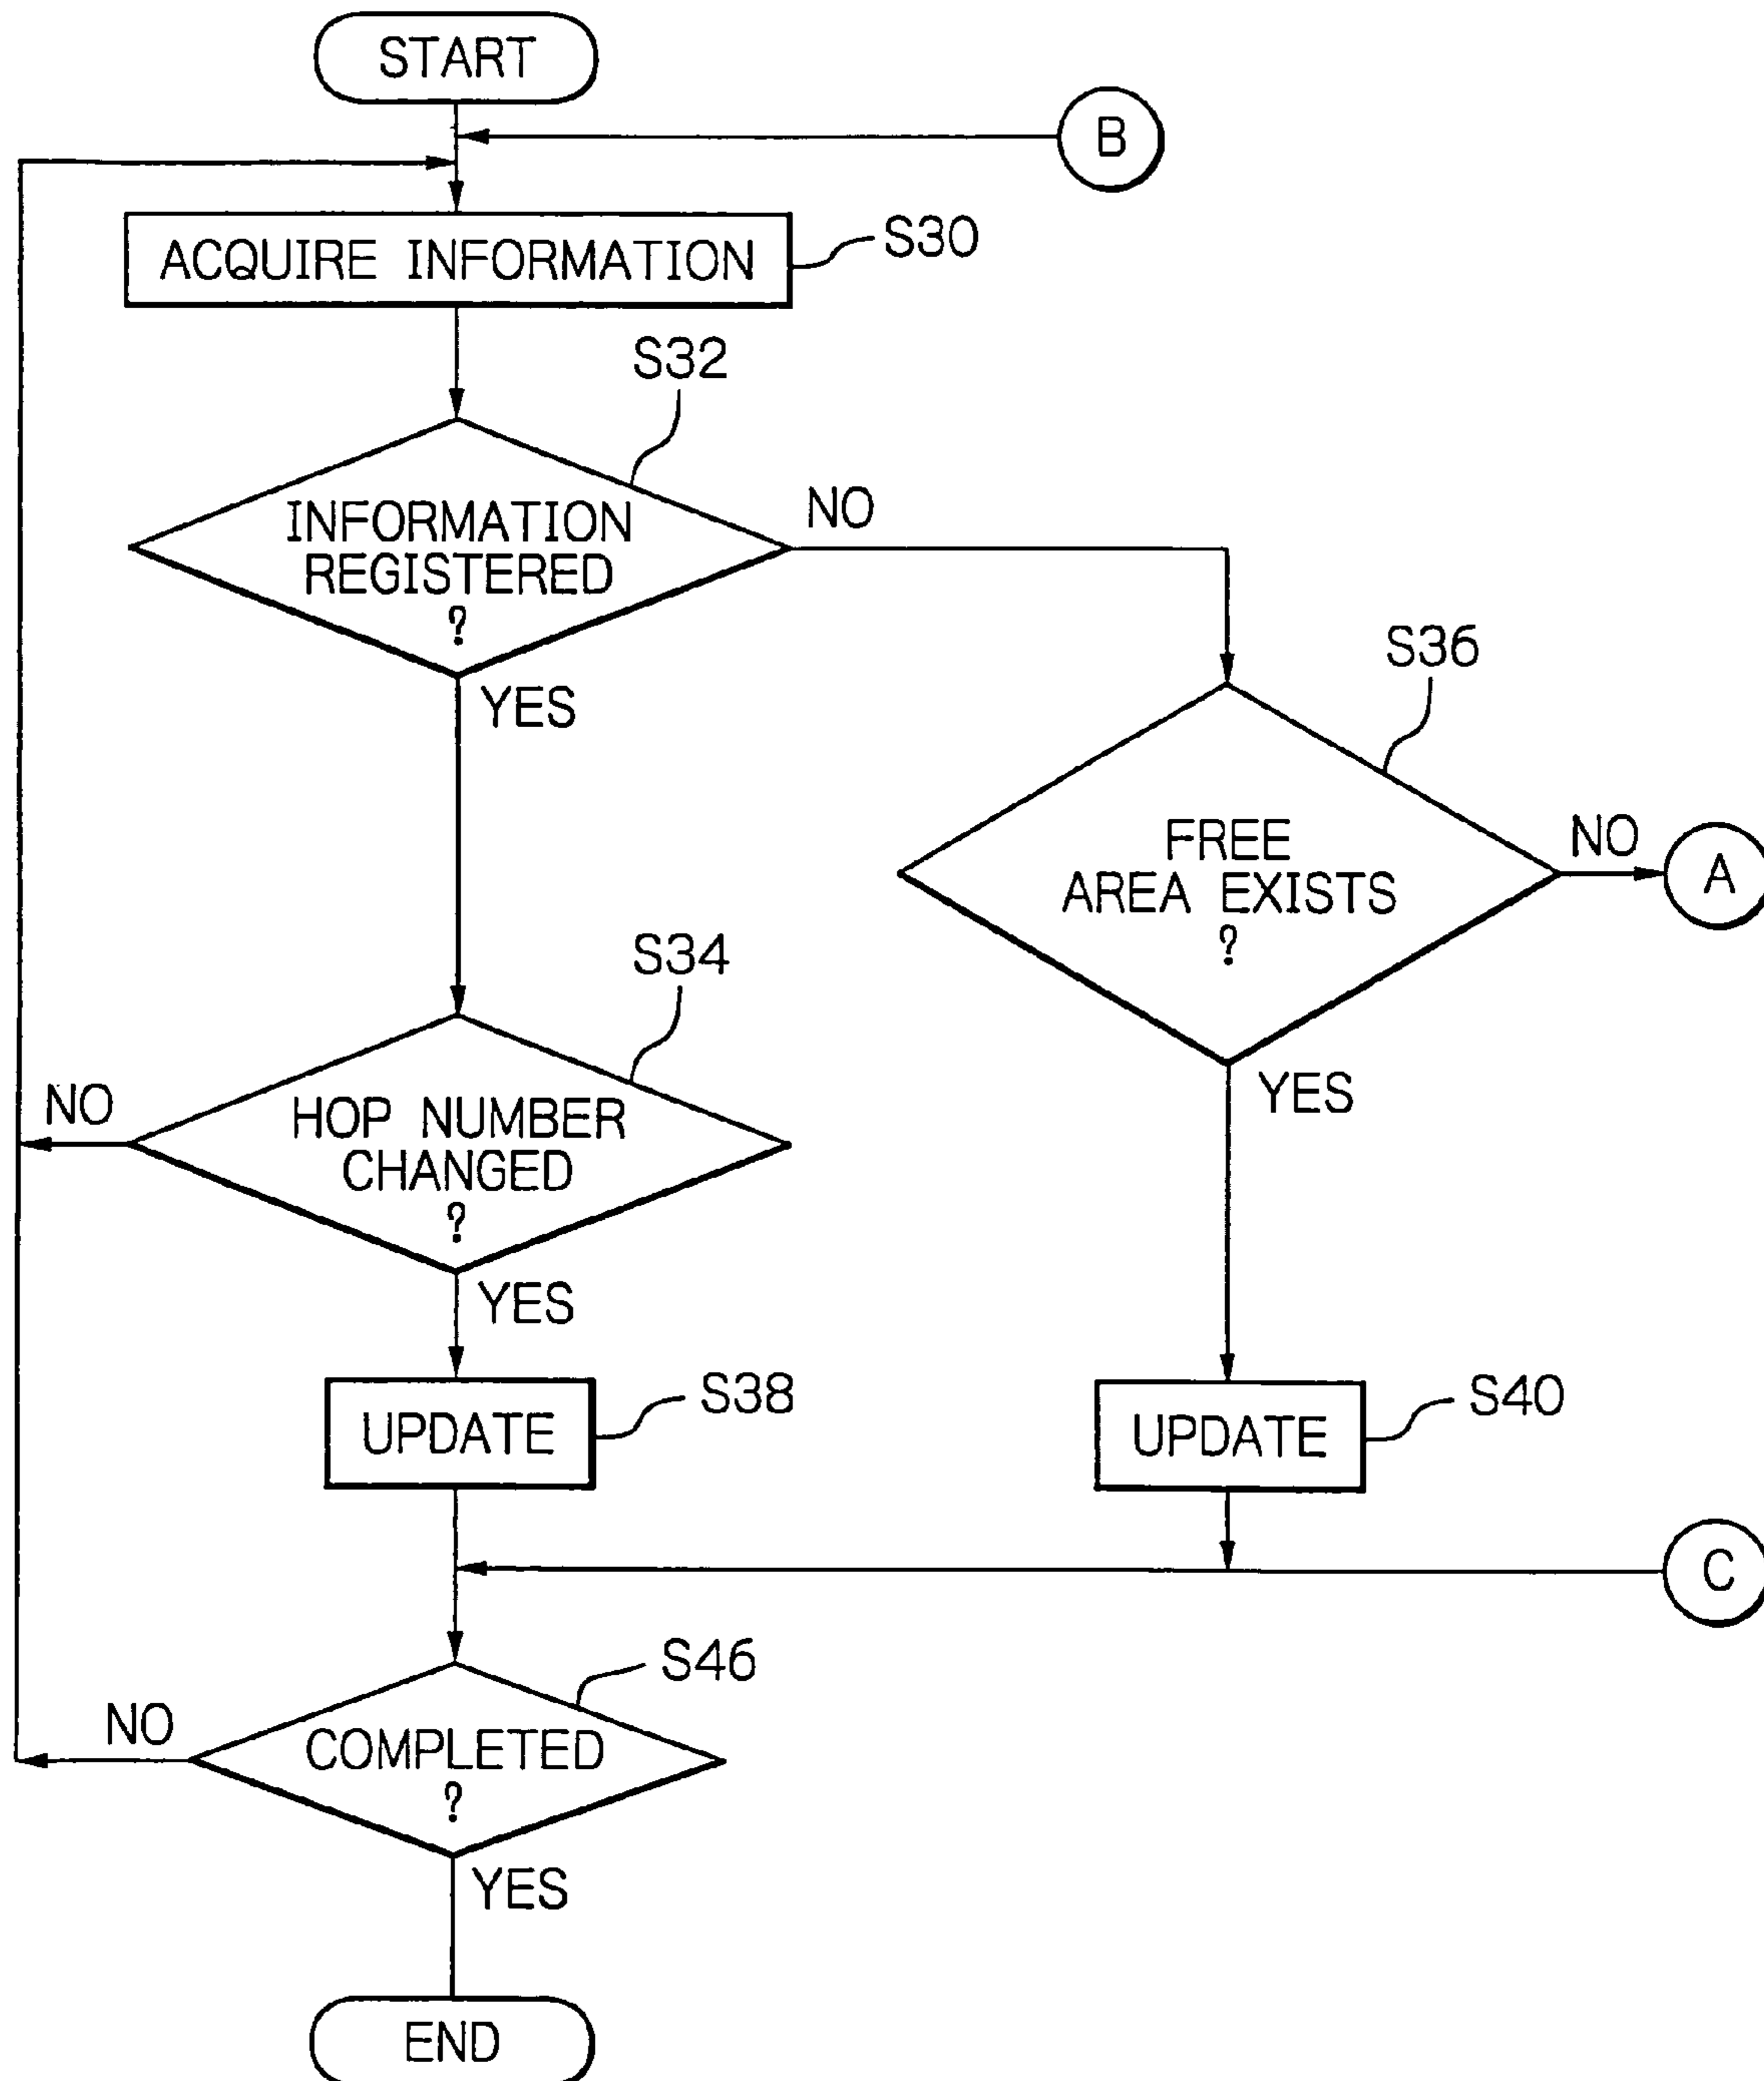 START
B
ACQUIRE INFORMATION
S30
S32
INFORMATION
REGISTERED
?
NO
YES
S36
FREE
AREA EXISTS
?
NO
A
YES
S34
HOP NUMBER
CHANGED
?
NO
YES
UPDATE
S38
UPDATE
S40
C
S46
COMPLETED
?
NO
YES
END